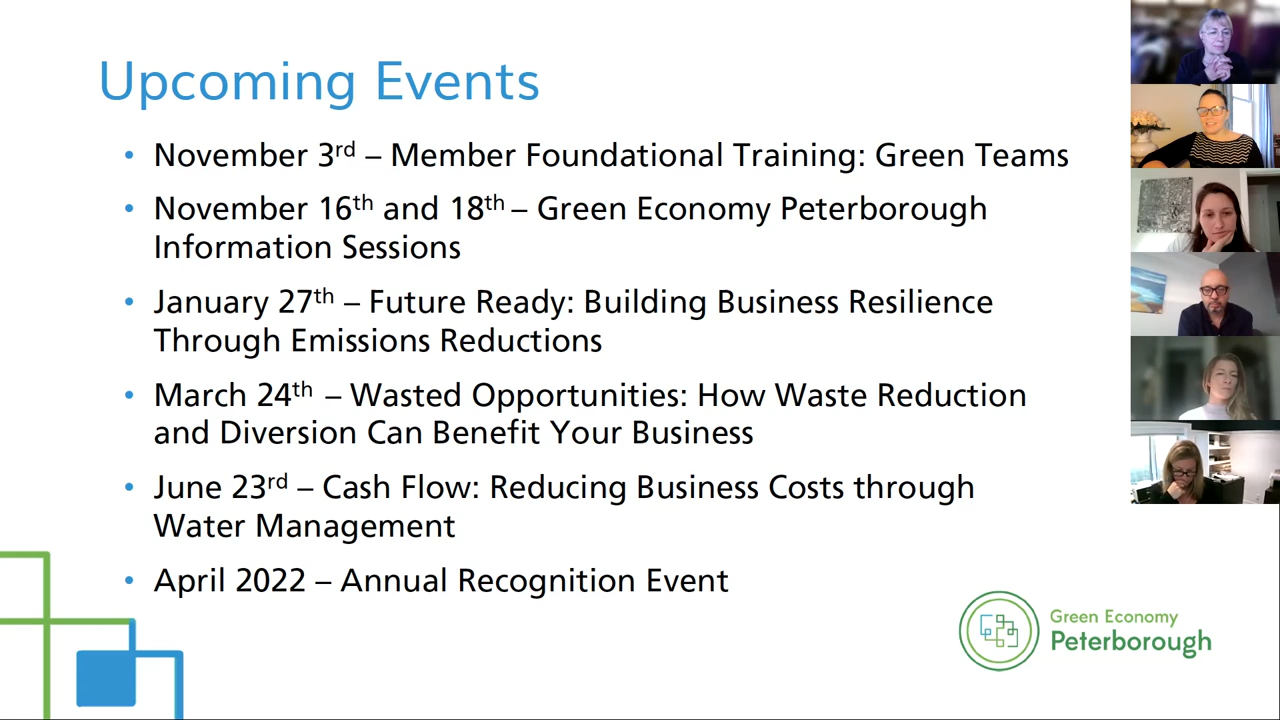 Upcoming Events
• November 3rd – Member Foundational Training: Green Teams
• November 16th and 18th – Green Economy Peterborough
Information Sessions
• January 27th – Future Ready: Building Business Resilience
Through Emissions Reductions
• March 24th – Wasted Opportunities: How Waste Reduction
and Diversion Can Benefit Your Business
• June 23rd – Cash Flow: Reducing Business Costs through
Water Management
• April 2022 – Annual Recognition Event
Green Economy
Peterborough